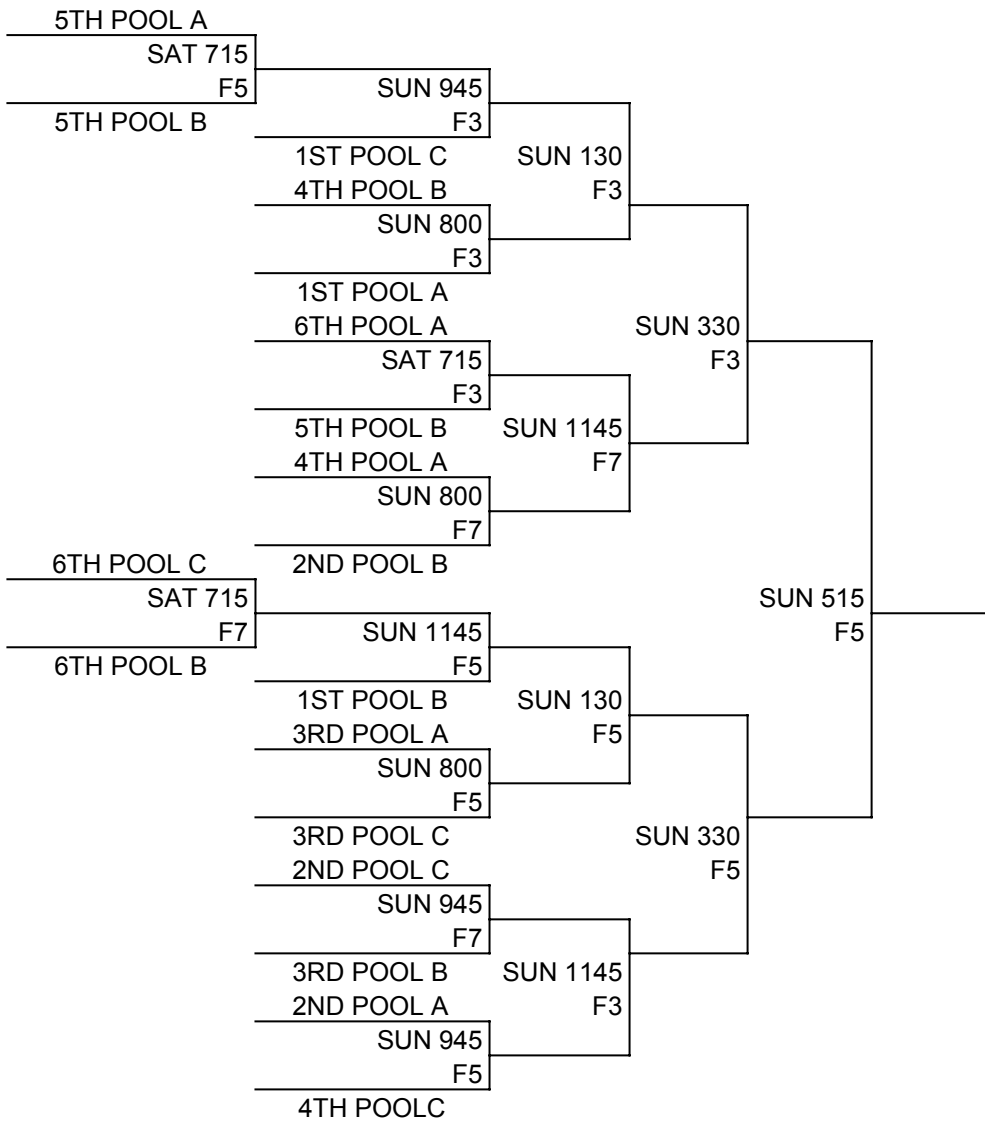 5TH POOL A
SAT 715
F5
SUN 945
5TH POOL B
F3
1ST POOL C
SUN 130
4TH POOL B
F3
SUN 800
F3
1ST POOL A
6TH POOL A
SUN 330
SAT 715
F3
F3
5TH POOL B
SUN 1145
4TH POOL A
F7
SUN 800
F7
6TH POOL C
2ND POOL B
SAT 715
SUN 515
F7
SUN 1145
F5
6TH POOL B
F5
1ST POOL B
SUN 130
3RD POOL A
F5
SUN 800
F5
3RD POOL C
SUN 330
2ND POOL C
F5
SUN 945
F7
3RD POOL B
SUN 1145
2ND POOL A
F3
SUN 945
F5
4TH POOLC